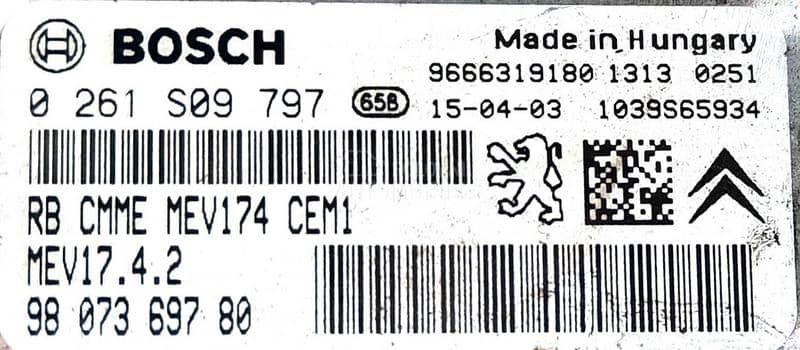 BOSCH
Made in Hungary
9666319180 1313 0251
0 261 S09 797 658 15-04-03 1039S65934
RB CMME MEV174 CEM1
MEV17.4.2
98 073 697 80